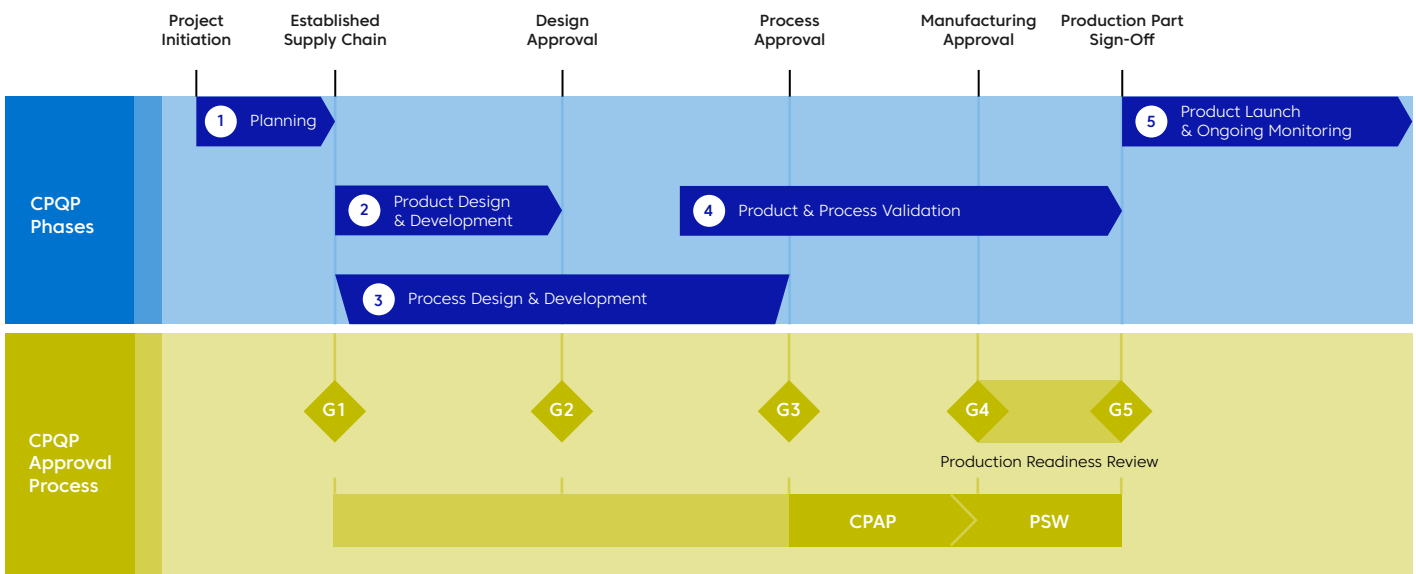 Project
Initiation
Established
Supply Chain
Design
Approval
Process
Approval
Manufacturing
Approval
Production Part
Sign-Off
CPQP
Phases
1 Planning
5 Product Launch
& Ongoing Monitoring
2 Product Design
& Development
4 Product & Process Validation
3 Process Design & Development
CPQP
Approval
Process
G1
G2
G3
G4
G5
Production Readiness Review
CPAP
PSW